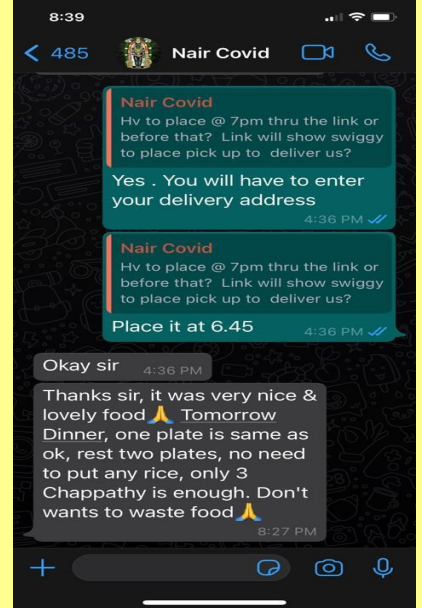 8:39
485
Nair Covid
Nair Covid
Hv to place @ 7pm thru the link or
before that? Link will show swiggy
to place pick up to deliver us?
Yes . You will have to enter
your delivery address
4:36 PM
Nair Covid
Hv to place @ 7pm thru the link or
before that? Link will show swiggy
to place pick up to deliver us?
Place it at 6.45
4:36 PM
Okay sir
4:36 PM
Thanks sir, it was very nice &
lovely food🙏 Tomorrow
Dinner, one plate is same as
ok, rest two plates, no need
to put any rice, only 3
Chappathy is enough. Don't
wants to waste food🙏
8:27 PM